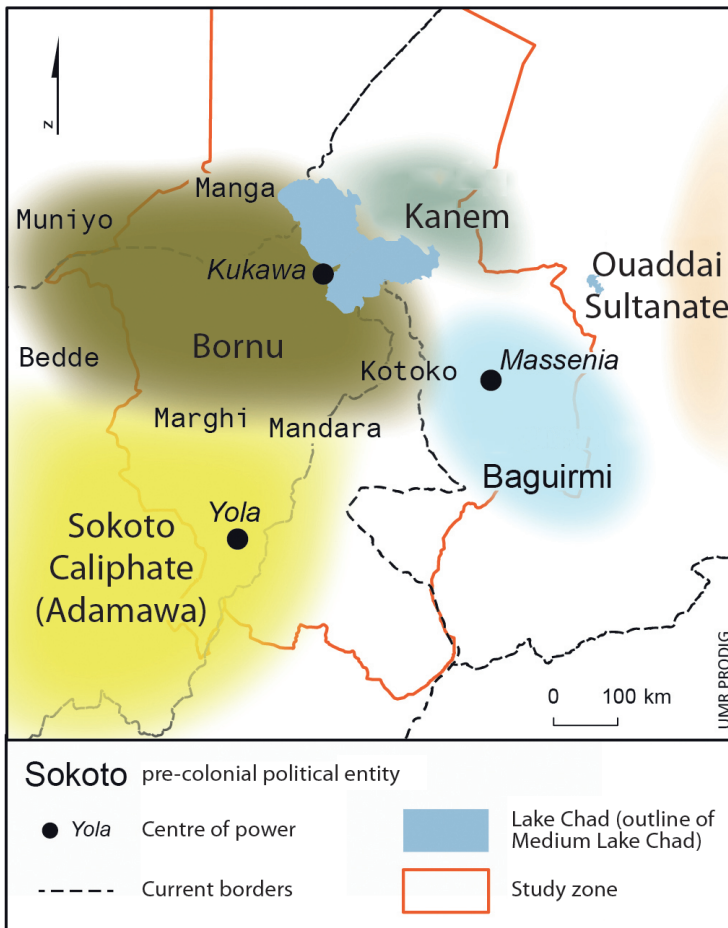 z
Manga
Muniyo
Kanem
Kukawa
Ouaddai
Sultanate
Bornu
Bedde
Kotoko
Massenia
Marghi
Mandara
Baguirmi
Yola
Sokoto
Caliphate
(Adamawa)
0 100 km
UMR PRODIG
Sokoto pre-colonial political entity
Yola Centre of power
Lake Chad (outline of
Medium Lake Chad)
Current borders
Study zone